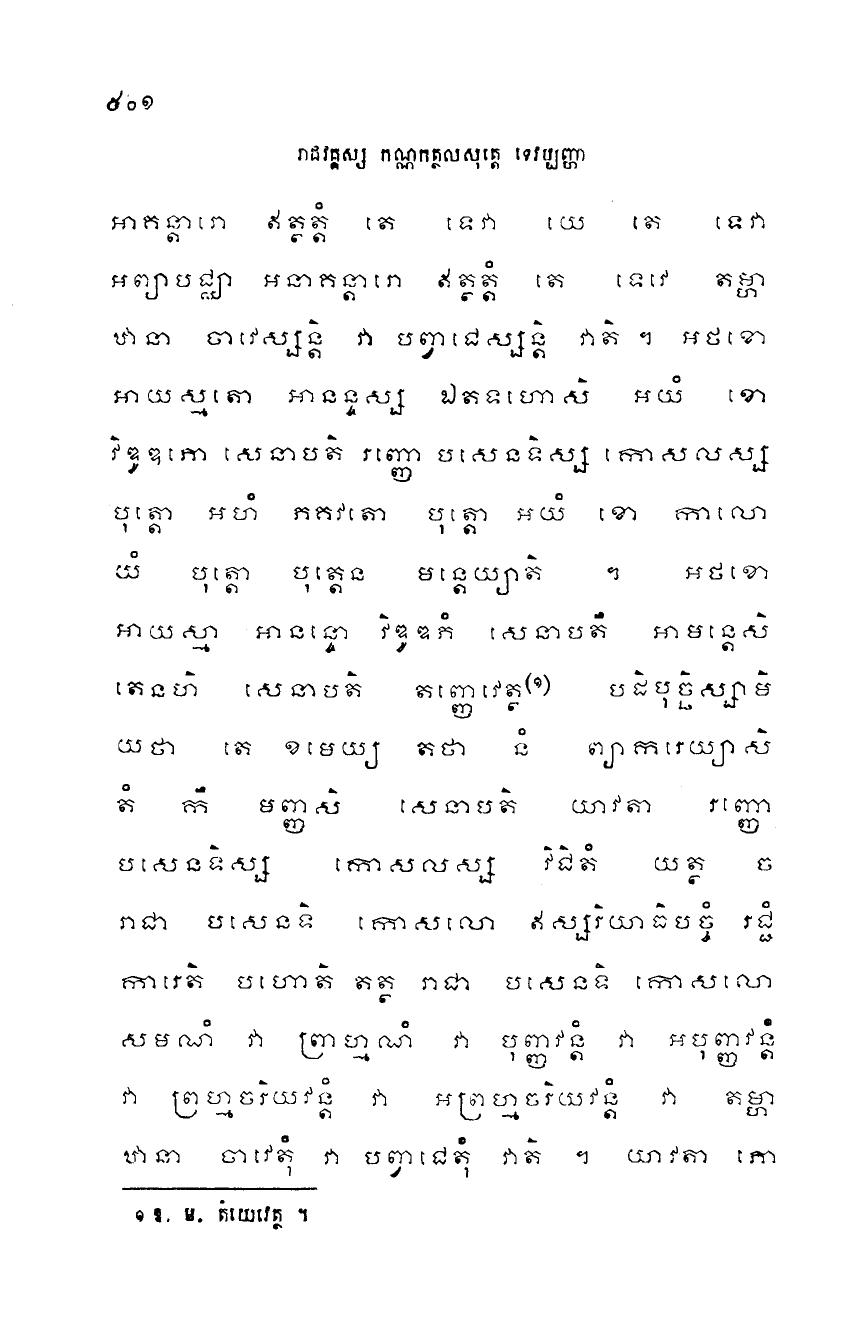 ៥០១
រាជវគ្គស្ស កណ្ណកត្ថលសុត្តេ ទេវប្បញ្ហា
អាគន្តារោ ឥត្ថត្តំ តេ ទេវា យេ តេ ទេវា
អព្យាបជ្ឈា អនាគន្តារោ ឥត្ថត្តំ តេ ទេវេ តម្ហា
ឋានា ចាវេស្សន្តិ វា បព្វាជេស្សន្តិ វាតិ ។ អថខោ
អាយស្មតោ អានន្ទស្ស ឯតទហោសិ អយំ ខោ
វិឌូឌភោ សេនាបតិ រញ្ញោ បសេនទិស្ស កោសលស្ស
បុត្តោ អហំ ភគវតោ បុត្តោ អយំ ខោ កាលោ
យំ បុត្តោ បុត្តេន មន្តេយ្យាតិ ។ អថខោ
អាយស្មា អានន្ទោ វិឌូឌភំ សេនាបតឹ អាមន្តេសិ
តេនហិ សេនាបតិ តញ្ញេវេត្ថ(១) បដិបុច្ឆិស្សាមិ
យថា តេ ខមេយ្យ តថា នំ ព្យាករេយ្យាសិ
តំ កឹ មញ្ញសិ សេនាបតិ យាវតា រញ្ញោ
បសេនទិស្ស កោសលស្ស វិជិតំ យត្ថ ច
រាជា បសេនទិ កោសលោ ឥស្សរិយាធិបច្ចំ រជ្ជំ
ការេតិ បហោតិ តត្ថ រាជា បសេនទិ កោសលោ
សមណំ វា ព្រាហ្មណំ វា បុញ្ញវន្តំ វា អបុញ្ញវន្តំ
វា ព្រហ្មចរិយវន្តំ វា អព្រហ្មចរិយវន្តំ វា តម្ហា
ឋានា ចាវេតុំ វា បព្វាជេតុំ វាតិ ។ យាវតា ភោ
១ ឱ. ម. តំយេវេត្ថ ។